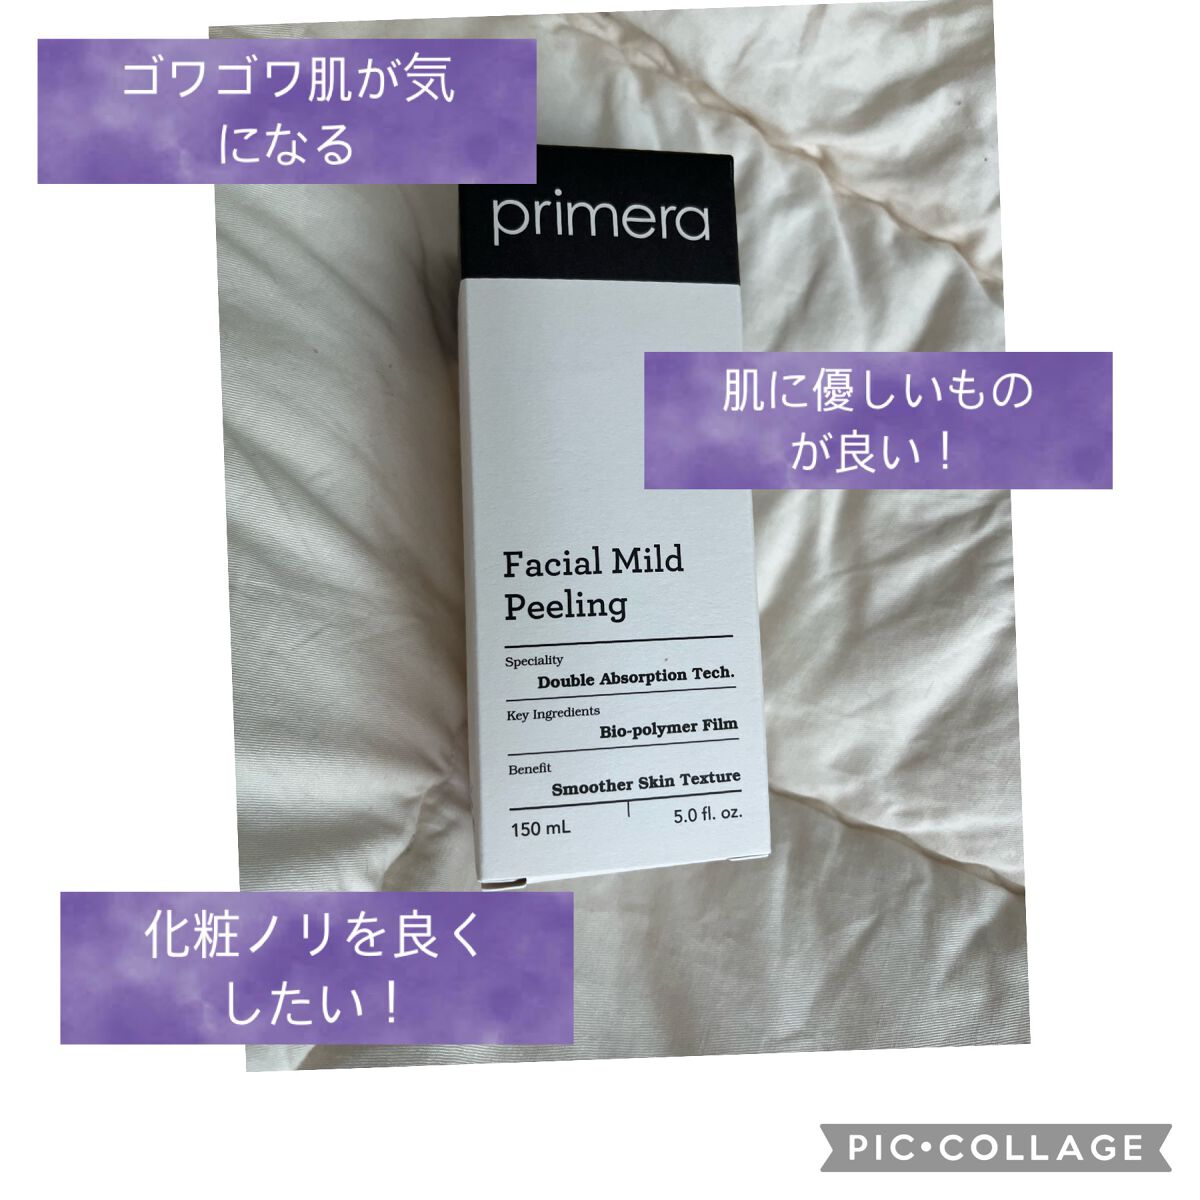 ゴワゴワ肌が気
になる
primera
肌に優しいもの
が良い！
Facial Mild
Peeling
Speciality
Double Absorption Tech.
Key Ingredients
Bio-polymer Film
Benefit
Smoother Skin Texture
150 mL 5.0 fl. oz.
化粧ノリを良く
したい！
PIC•COLLAGE